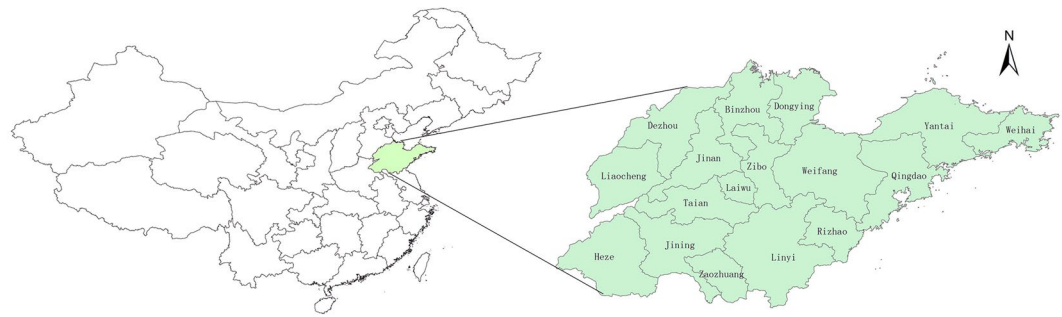 N
Binzhou
Dongying
Dezhou
Yantai
Weihai
Jinan
Zibo
Weifang
Liaocheng
Qingdao
Laiwu
Taian
Rizhao
Jining
Heze
Linyi
Zaozhuang